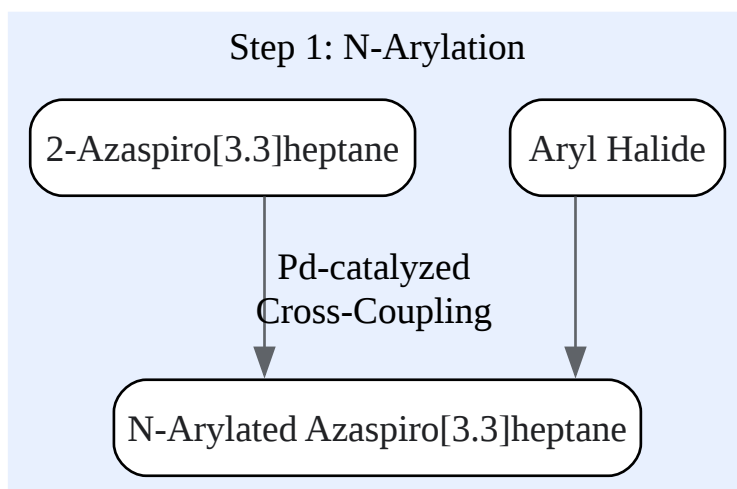 Step 1: N-Arylation
2-Azaspiro[3.3]heptane
Aryl Halide
Pd-catalyzed
Cross-Coupling
N-Arylated Azaspiro[3.3]heptane